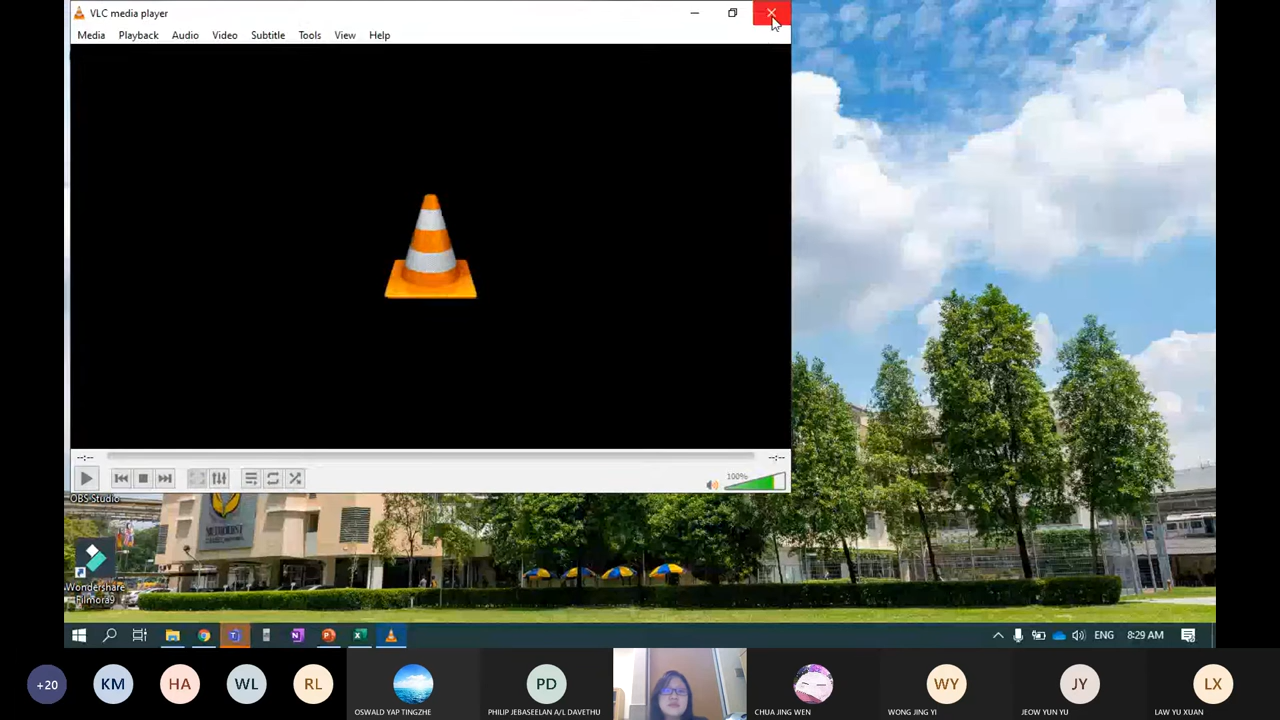 VLC media player
Media Playback Audio Video Subtitle Tools View Help
--:-- --:--
100%
OBS Studio
METHODIST
Wondershare
Filmora9
ENG 8:29 AM
+20 KM HA WL RL PD WY JY LX
OSWALD YAP TINGZHE PHILIP JEBASEELAN A/L DAVETHU CHUA JING WEN WONG JING YI JEOW YUN YU LAW YU XUAN